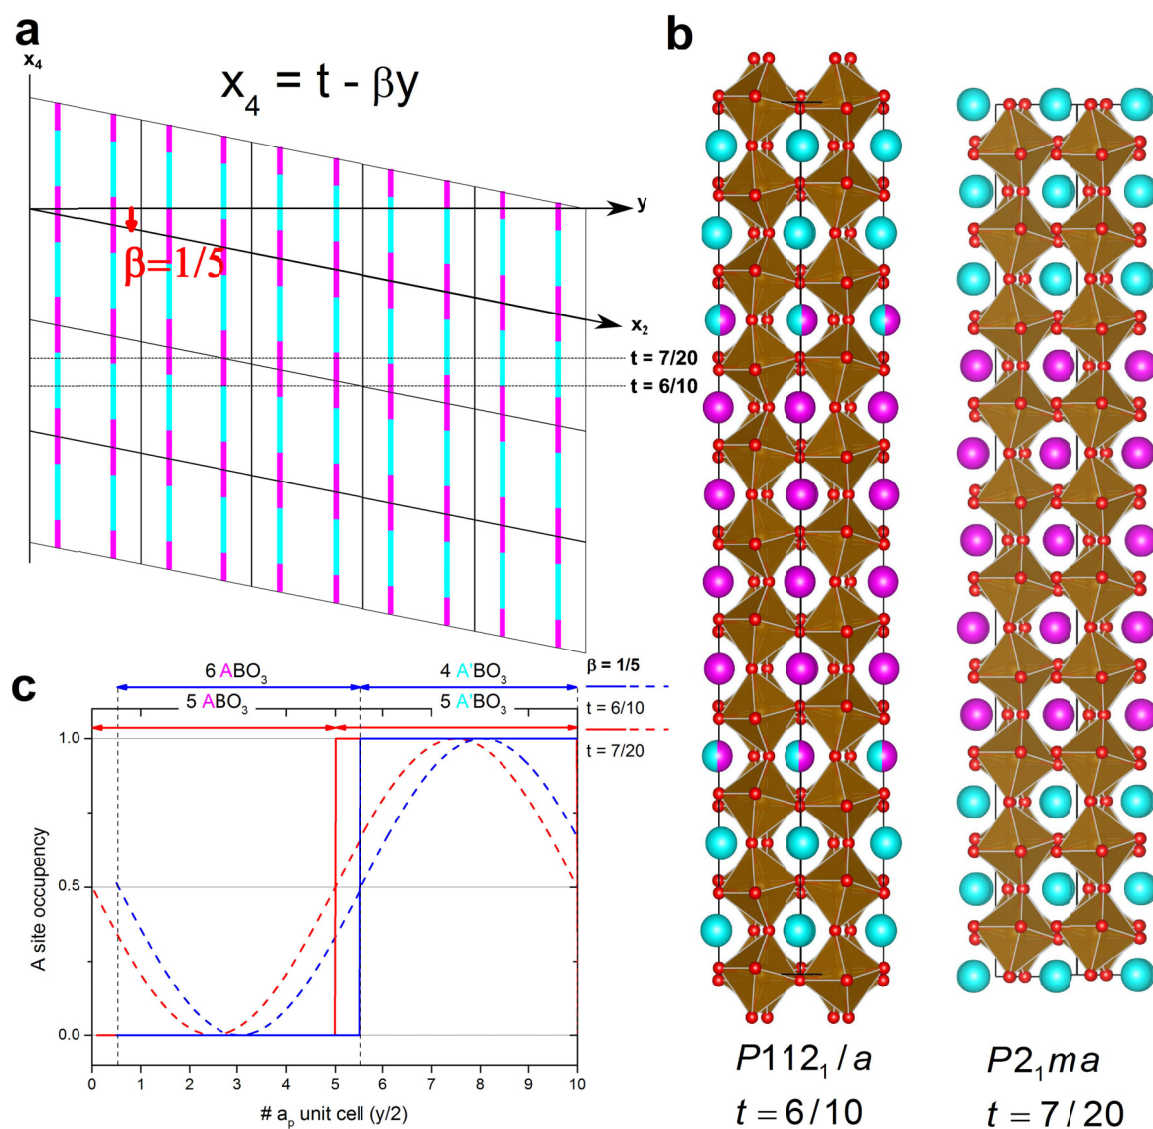 a
x₄
x₄ = t - βy
y
β=1/5
x₂
t = 7/20
t = 6/10
b
P112₁/a
t = 6/10
P2₁ma
t = 7/20
c
6 ABO₃
4 A'BO₃
β = 1/5
5 ABO₃
5 A'BO₃
t = 6/10
t = 7/20
1.0
0.5
0.0
A site occupancy
0 1 2 3 4 5 6 7 8 9 10
# aₚ unit cell (y/2)